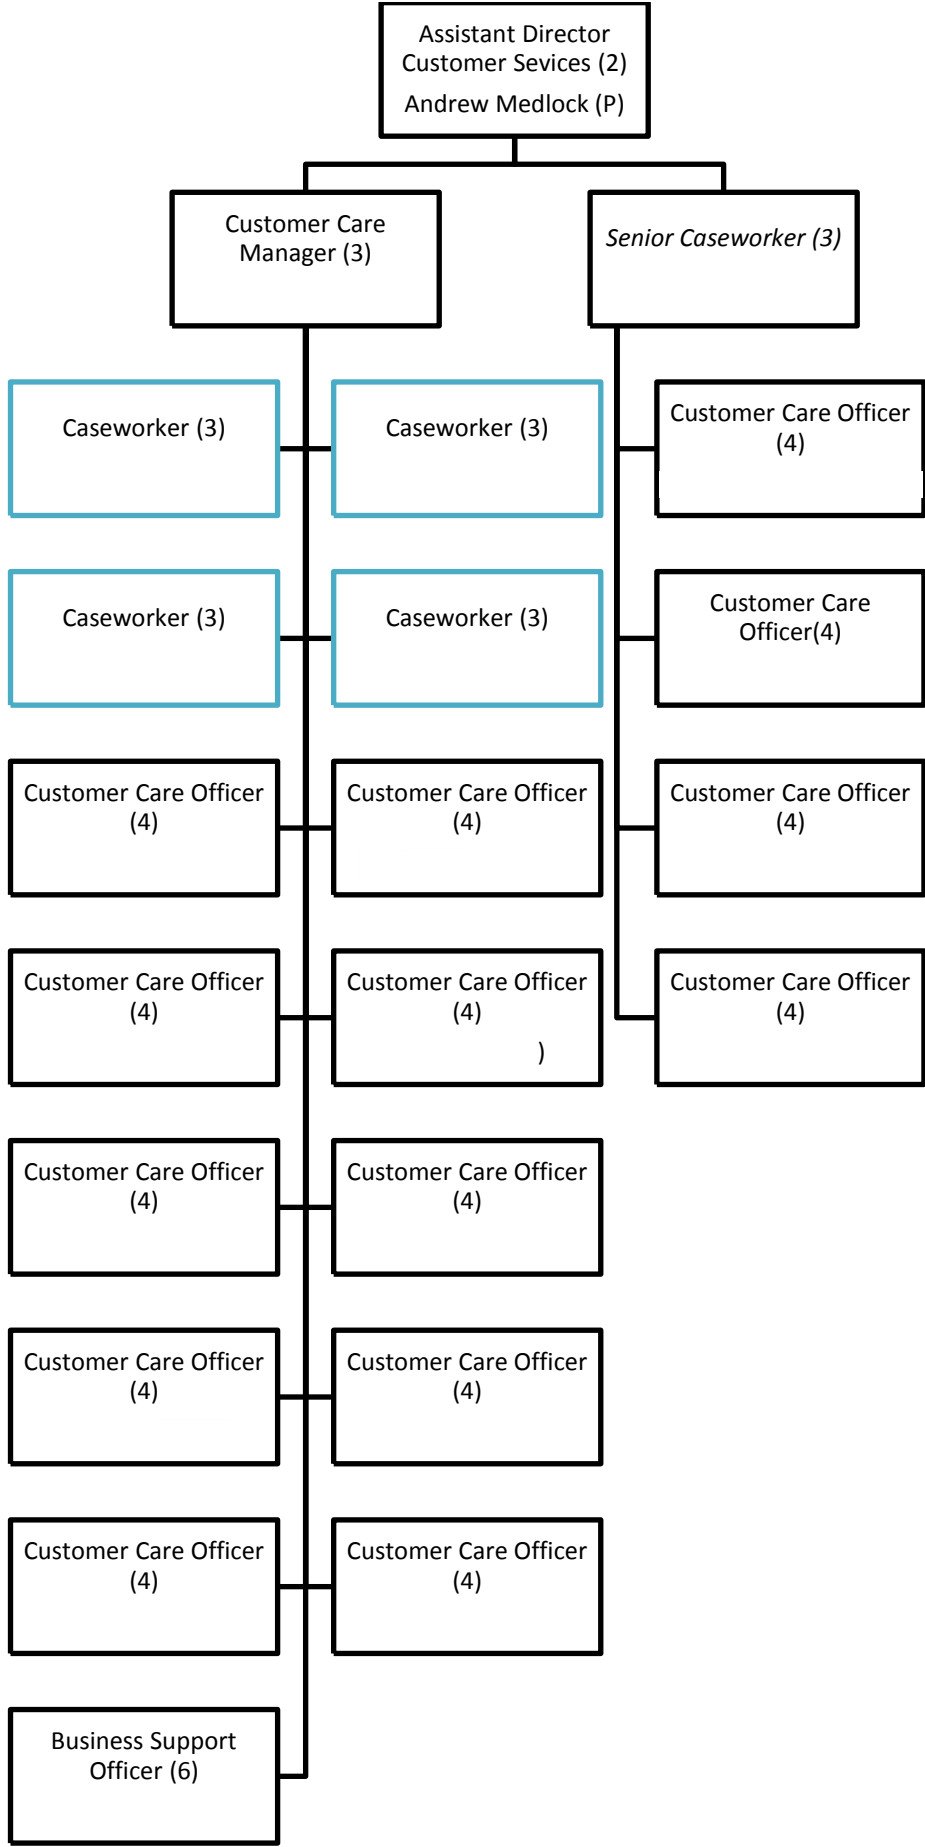 Assistant Director
Customer Sevices (2)
Andrew Medlock (P)
Customer Care
Manager (3)
Senior Caseworker (3)
Caseworker (3)
Caseworker (3)
Customer Care Officer
(4)
Caseworker (3)
Caseworker (3)
Customer Care
Officer(4)
Customer Care Officer
(4)
Customer Care Officer
(4)
Customer Care Officer
(4)
Customer Care Officer
(4)
Customer Care Officer
(4)
)
Customer Care Officer
(4)
Customer Care Officer
(4)
Customer Care Officer
(4)
Customer Care Officer
(4)
Customer Care Officer
(4)
Customer Care Officer
(4)
Customer Care Officer
(4)
Business Support
Officer (6)